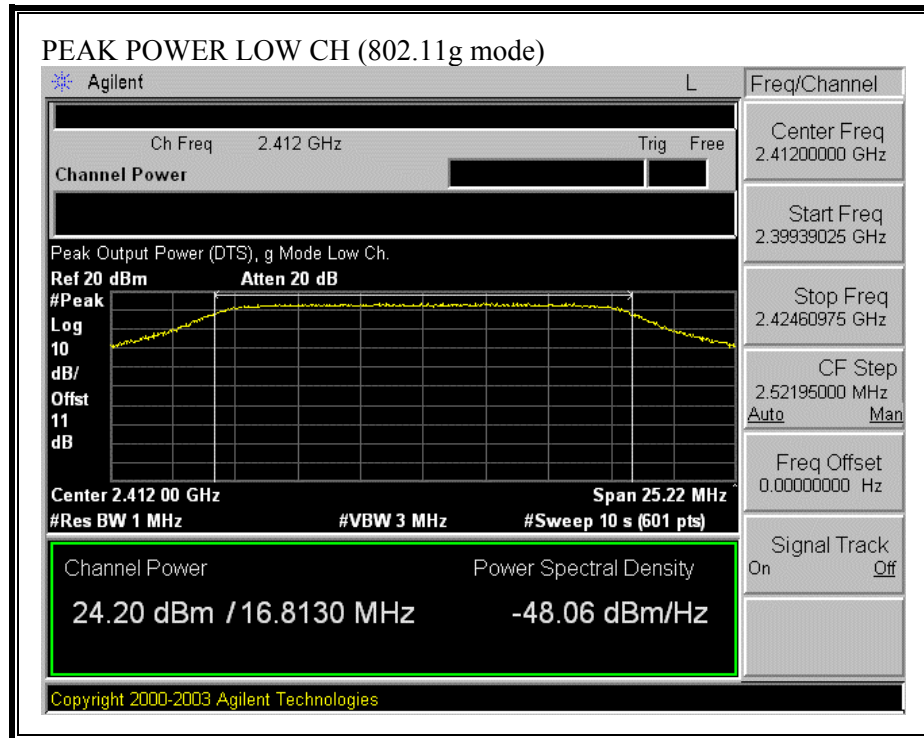 PEAK POWER LOW CH (802.11g mode)
Agilent L Freq/Channel
Ch Freq 2.412 GHz Trig Free
Channel Power
Center Freq
2.41200000 GHz
Start Freq
2.39939025 GHz
Stop Freq
2.42460975 GHz
CF Step
2.52195000 MHz
Auto Man
Freq Offset
0.00000000 Hz
Signal Track
On Off
Peak Output Power (DTS), g Mode Low Ch.
Ref 20 dBm Atten 20 dB
#Peak
Log
10
dB/
Offst
11
dB
Center 2.412 00 GHz Span 25.22 MHz
#Res BW 1 MHz #VBW 3 MHz #Sweep 10 s (601 pts)
Channel Power Power Spectral Density
24.20 dBm / 16.8130 MHz -48.06 dBm/Hz
Copyright 2000-2003 Agilent Technologies